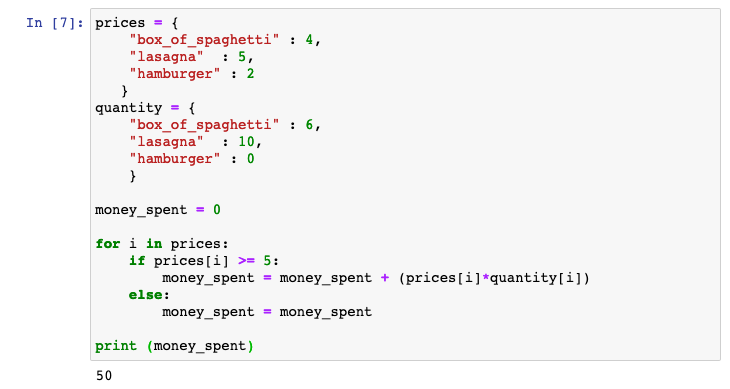 In [7]: prices = {
    "box_of_spaghetti" : 4,
    "lasagna"  : 5,
    "hamburger" : 2
   }
quantity = {
    "box_of_spaghetti" : 6,
    "lasagna"  : 10,
    "hamburger" : 0
    }
money_spent = 0
for i in prices:
    if prices[i] >= 5:
        money_spent = money_spent + (prices[i]*quantity[i])
    else:
        money_spent = money_spent
print (money_spent)
50